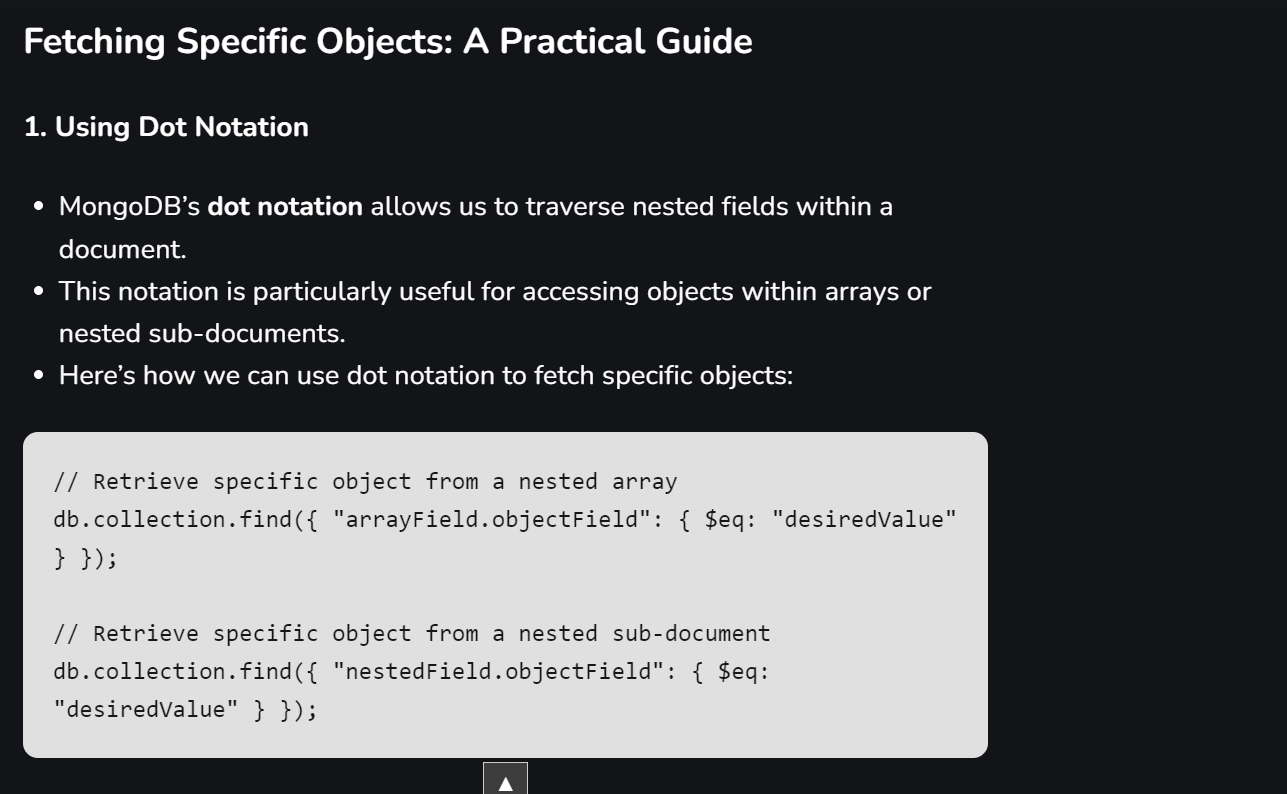 Fetching Specific Objects: A Practical Guide
1. Using Dot Notation
• MongoDB’s dot notation allows us to traverse nested fields within a
document.
• This notation is particularly useful for accessing objects within arrays or
nested sub-documents.
• Here’s how we can use dot notation to fetch specific objects:
// Retrieve specific object from a nested array
db.collection.find({ "arrayField.objectField": { $eq: "desiredValue"
} });
// Retrieve specific object from a nested sub-document
db.collection.find({ "nestedField.objectField": { $eq:
"desiredValue" } });